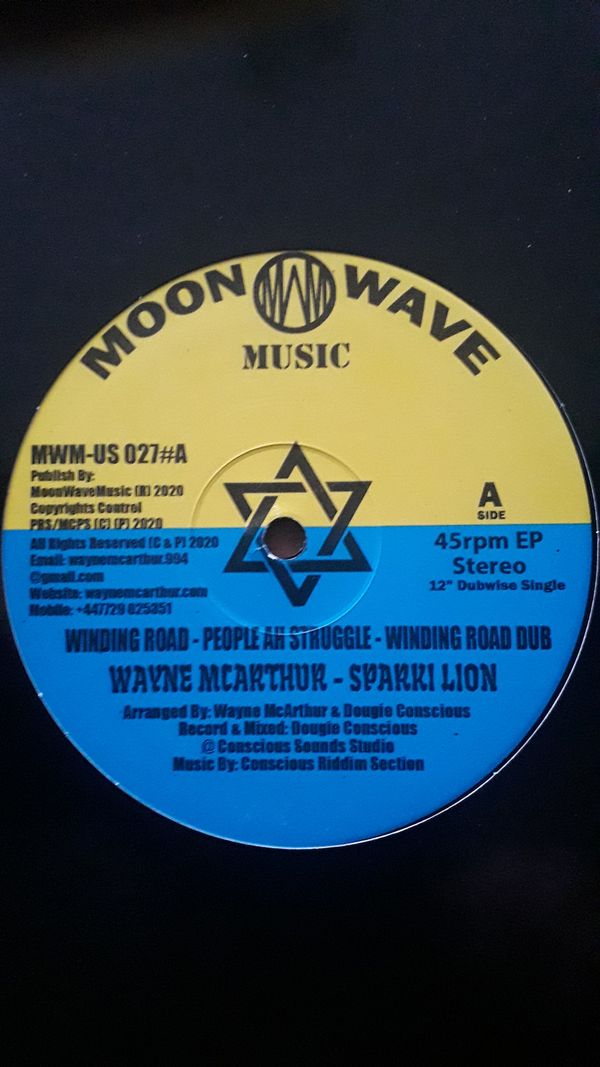 MOON MWM WAVE
MUSIC
MWM-US 027#A
Publish By:
MoonWaveMusic (R) 2020
Copyrights Control
PRS/MCPS (C) (P) 2020
All Rights Reserved (C & P) 2020
Email: waynemcarthur.994
@gmail.com
Website: waynemcarthur.com
Mobile: +447729 825851
A
SIDE
45rpm EP
Stereo
12" Dubwise Single
WINDING ROAD - PEOPLE AH STRUGGLE - WINDING ROAD DUB
WAYNE MCARTHUR - SPARKI LION
Arranged By: Wayne McArthur & Dougie Conscious
Record & Mixed: Dougie Conscious
@ Conscious Sounds Studio
Music By: Conscious Riddim Section